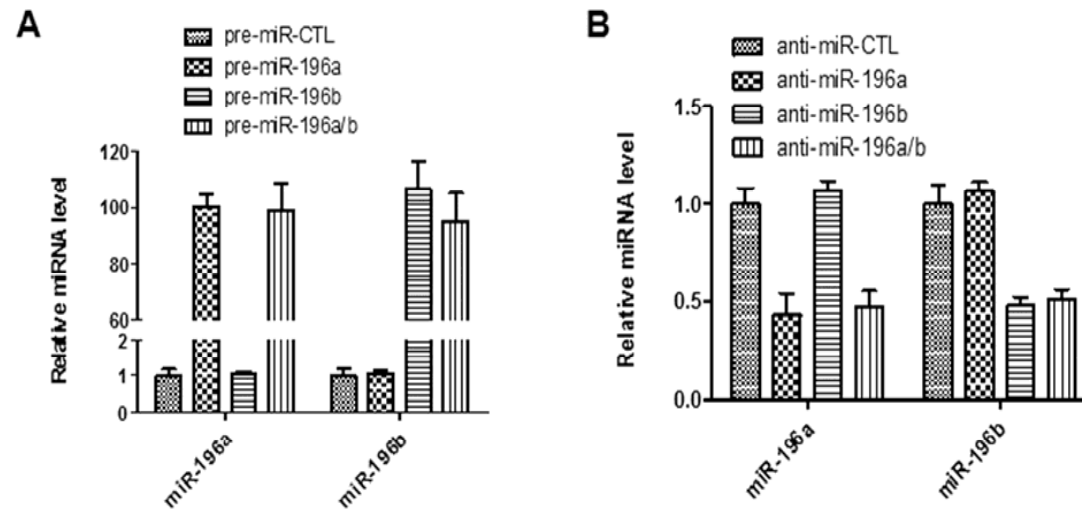 A
pre-miR-CTL
pre-miR-196a
pre-miR-196b
pre-miR-196a/b
Relative miRNA level
120
100
80
60
2
1
0
miR-196a
miR-196b
B
anti-miR-CTL
anti-miR-196a
anti-miR-196b
anti-miR-196a/b
Relative miRNA level
1.5
1.0
0.5
0.0
miR-196a
miR-196b